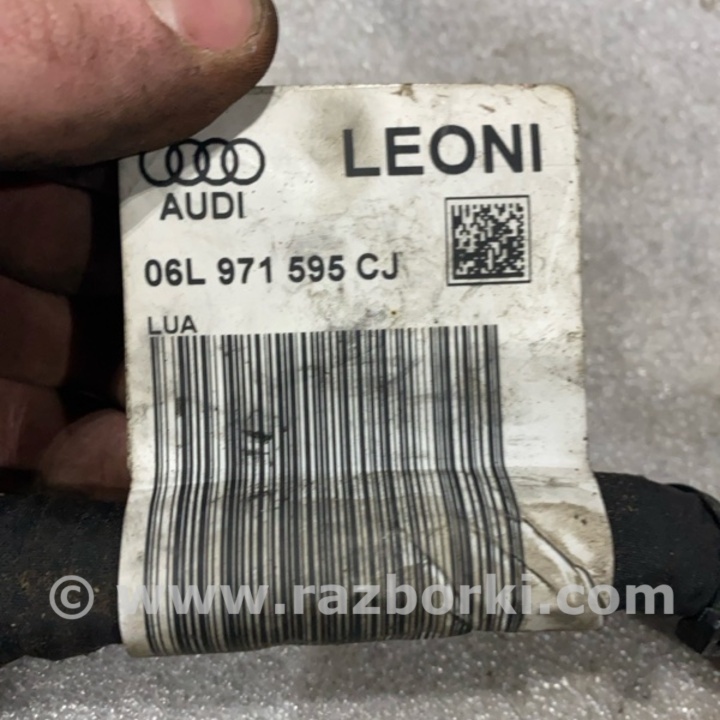 LEONI
AUDI
06L 971 595 CJ
LUA
© www.razborki.com